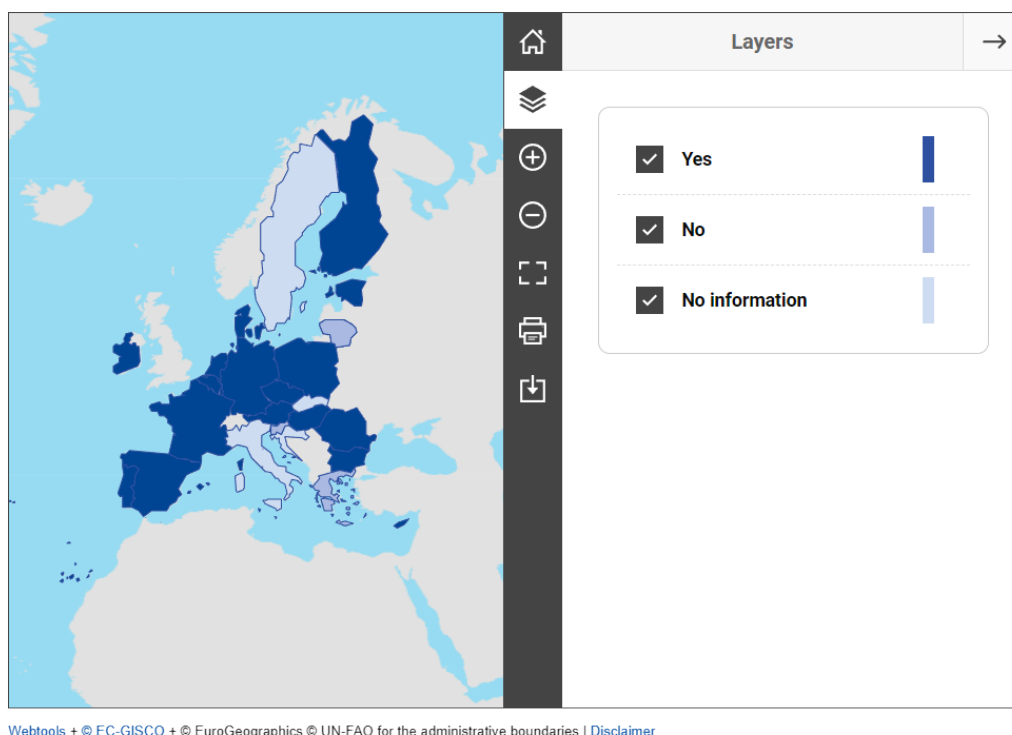 Layers
Yes
No
No information
Webtools + © EC-GISCO + © EuroGeographics © UN-FAO for the administrative boundaries | Disclaimer